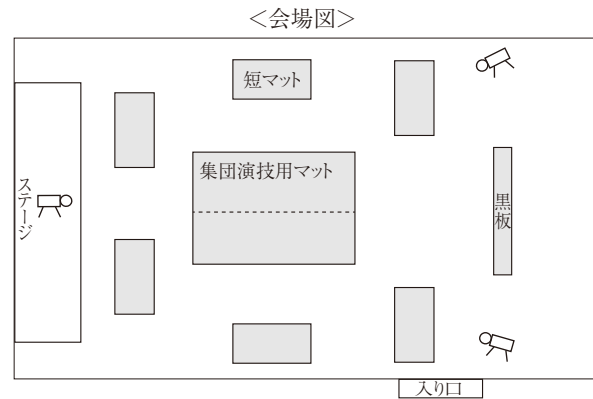 ＜会場図＞
短マット
集団演技用マット
ステージ
黒板
入り口